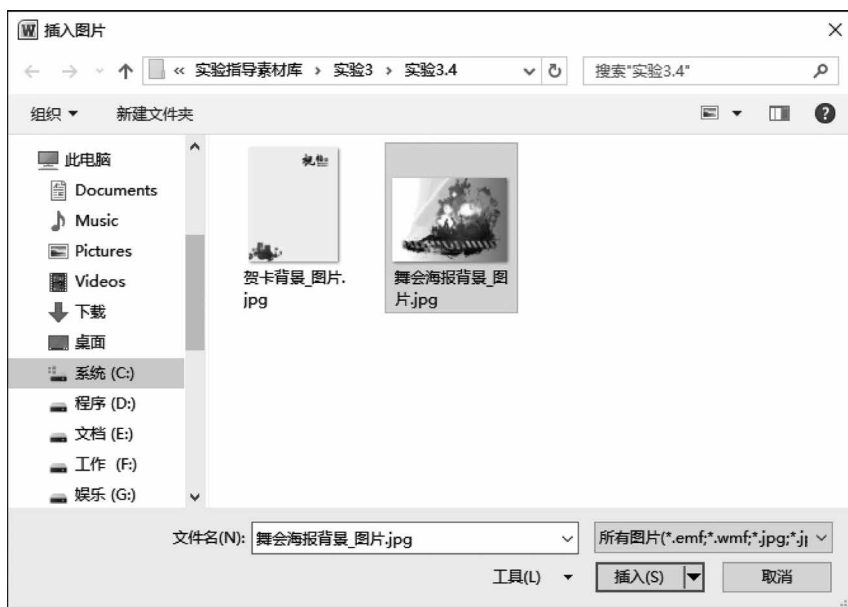 插入图片
« 实验指导素材库 › 实验3 › 实验3.4
搜索"实验3.4"
组织
新建文件夹
此电脑
Documents
Music
Pictures
Videos
下载
桌面
系统 (C:)
程序 (D:)
文档 (E:)
工作 (F:)
娱乐 (G:)
贺卡背景_图片.
jpg
舞会海报背景_图
片.jpg
文件名(N): 舞会海报背景_图片.jpg
所有图片(*.emf;*.wmf;*.jpg;*.j
工具(L)
插入(S)
取消